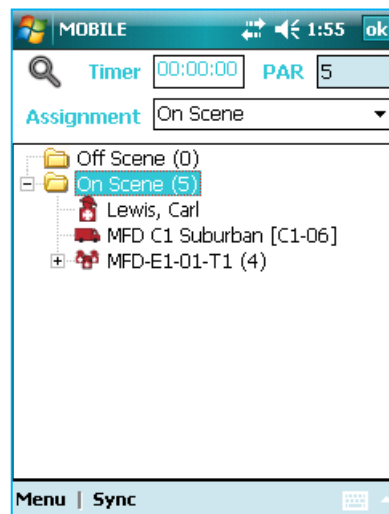 MOBILE 1:55 ok
Timer 00:00:00 PAR 5
Assignment On Scene
Off Scene (0)
On Scene (5)
Lewis, Carl
MFD C1 Suburban [C1-06]
MFD-E1-01-T1 (4)
Menu | Sync